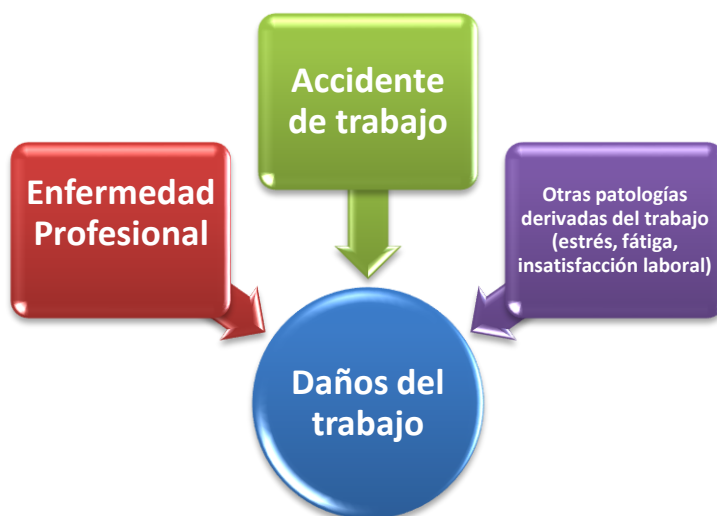 Accidente
de trabajo
Enfermedad
Profesional
Otras patologías
derivadas del trabajo
(estrés, fátiga,
insatisfacción laboral)
Daños del
trabajo